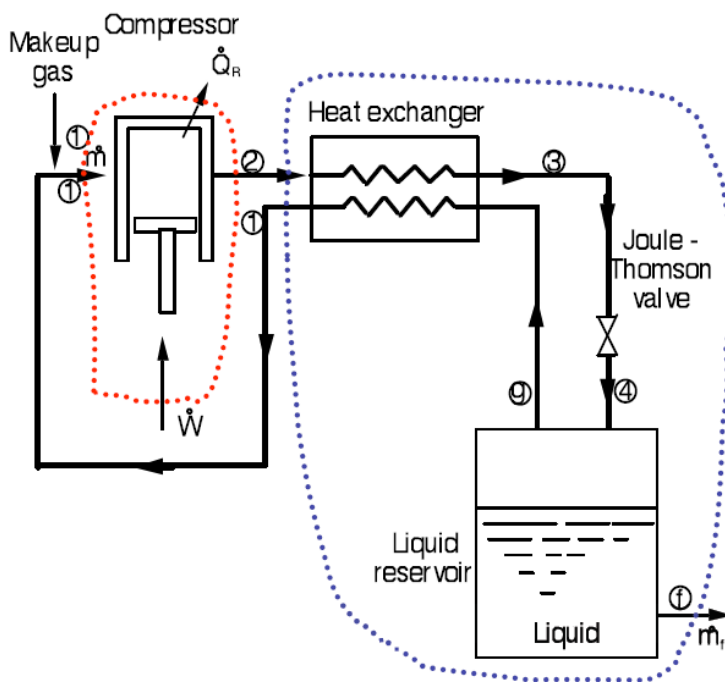 Compressor
Makeup
gas
Q̇R
Heat exchanger
①
ṁ
①
②
③
①
Joule -
Thomson
valve
⑨
④
Ẇ
Liquid
reservoir
Liquid
ⓕ
ṁf